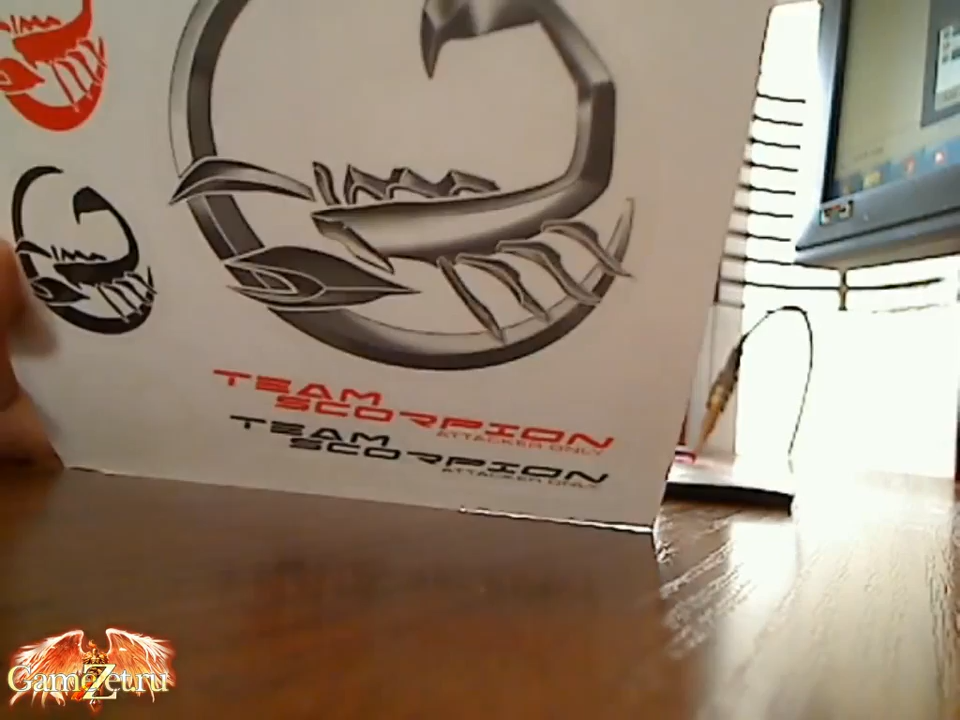 TEAM
SCORPION
ATTACKER ONLY
TEAM
SCORPION
ATTACKER ONLY
GameZet.ru